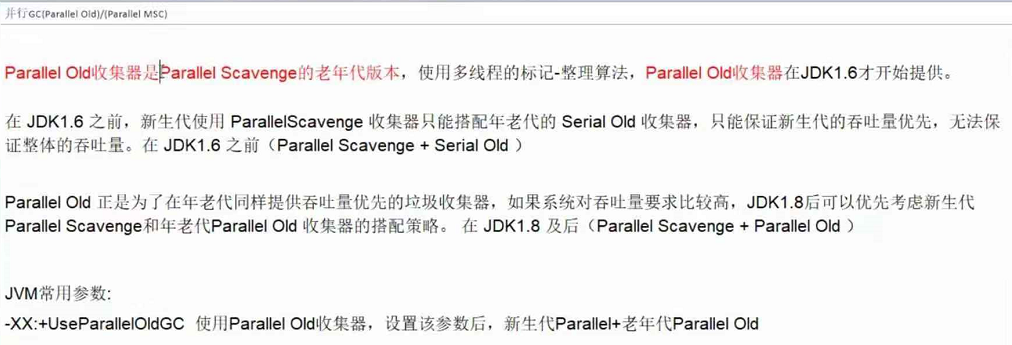 并行GC(Parallel Old)/(Parallel MSC)
Parallel Old收集器是Parallel Scavenge的老年代版本，使用多线程的标记-整理算法，Parallel Old收集器在JDK1.6才开始提供。
在 JDK1.6 之前，新生代使用 ParallelScavenge 收集器只能搭配年老代的 Serial Old 收集器，只能保证新生代的吞吐量优先，无法保
证整体的吞吐量。在 JDK1.6 之前（Parallel Scavenge + Serial Old ）
Parallel Old 正是为了在年老代同样提供吞吐量优先的垃圾收集器，如果系统对吞吐量要求比较高，JDK1.8后可以优先考虑新生代
Parallel Scavenge和年老代Parallel Old 收集器的搭配策略。 在 JDK1.8 及后（Parallel Scavenge + Parallel Old ）
JVM常用参数:
-XX:+UseParallelOldGC 使用Parallel Old收集器，设置该参数后，新生代Parallel+老年代Parallel Old